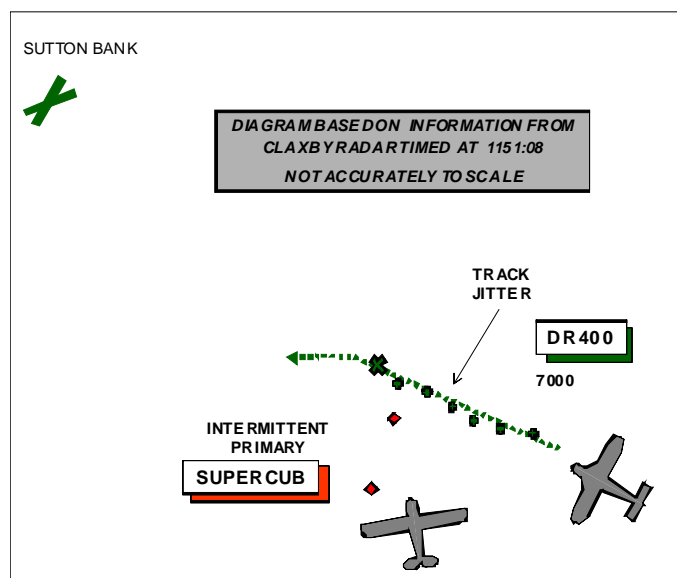 SUTTON BANK
DIAGRAM BASED ON INFORMATION FROM
CLAXBY RADAR TIMED AT 1151:08
NOT ACCURATELY TO SCALE
TRACK
JITTER
DR400
7000
INTERMITTENT
PRIMARY
SUPER CUB